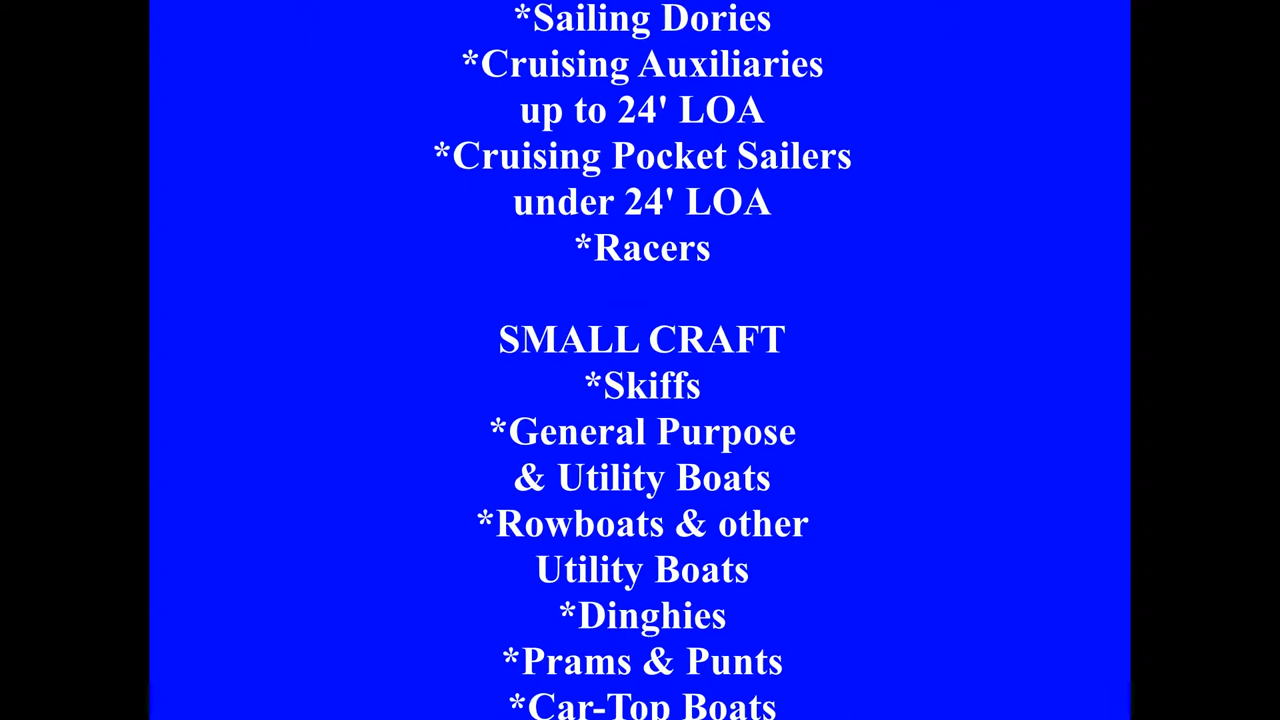 *Sailing Dories
*Cruising Auxiliaries
up to 24' LOA
*Cruising Pocket Sailers
under 24' LOA
*Racers
SMALL CRAFT
*Skiffs
*General Purpose
& Utility Boats
*Rowboats & other
Utility Boats
*Dinghies
*Prams & Punts
*Car-Top Boats